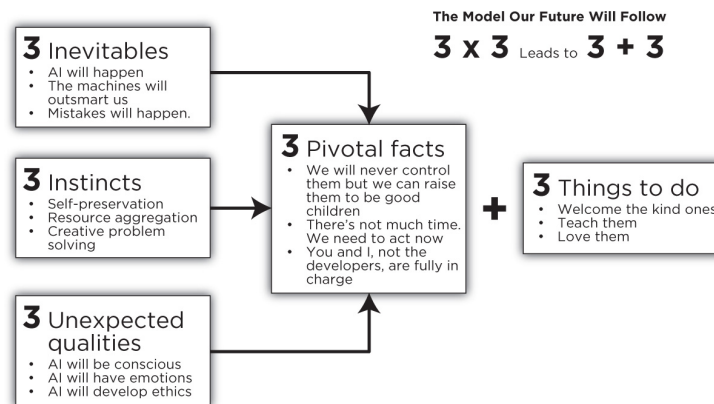 The Model Our Future Will Follow
3 x 3 Leads to 3 + 3
3 Inevitables
• AI will happen
• The machines will
outsmart us
• Mistakes will happen.
3 Instincts
• Self-preservation
• Resource aggregation
• Creative problem
solving
3 Unexpected
qualities
• AI will be conscious
• AI will have emotions
• AI will develop ethics
3 Pivotal facts
• We will never control
them but we can raise
them to be good
children
• There's not much time.
We need to act now
• You and I, not the
developers, are fully in
charge
+
3 Things to do
• Welcome the kind ones
• Teach them
• Love them